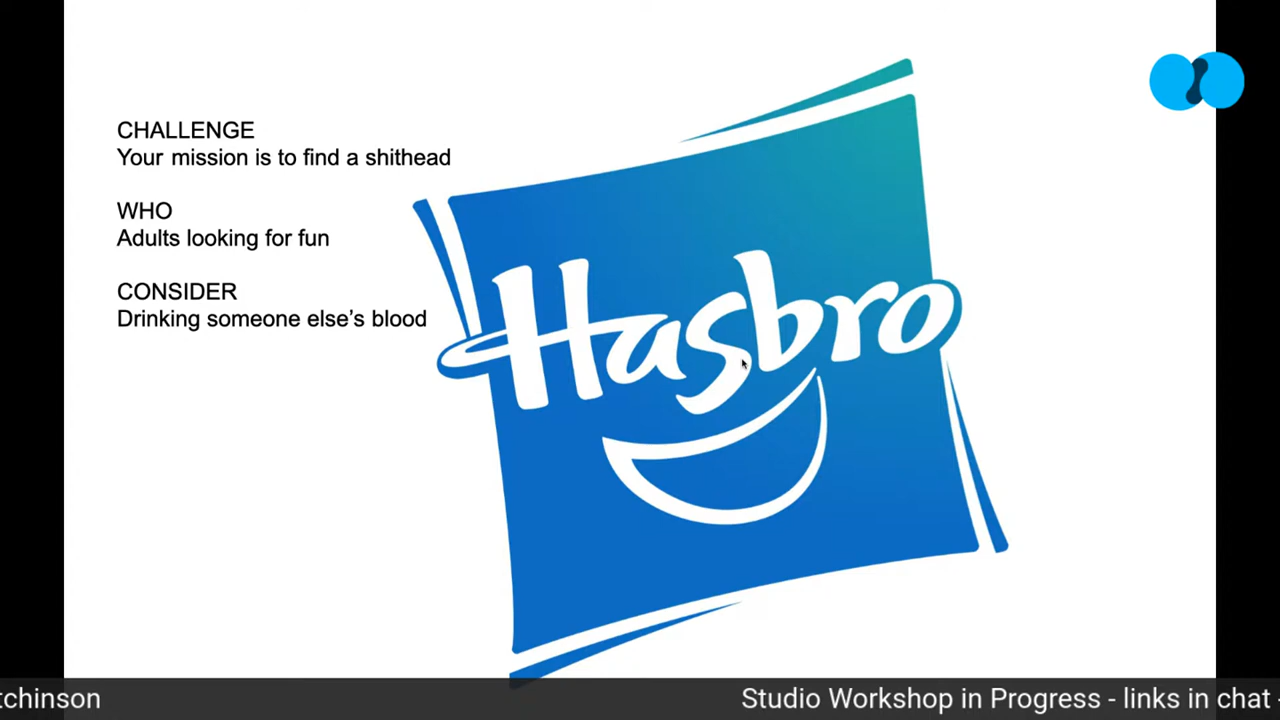 CHALLENGE
Your mission is to find a shithead
WHO
Adults looking for fun
CONSIDER
Drinking someone else’s blood
Hasbro
tchinson
Studio Workshop in Progress - links in chat -